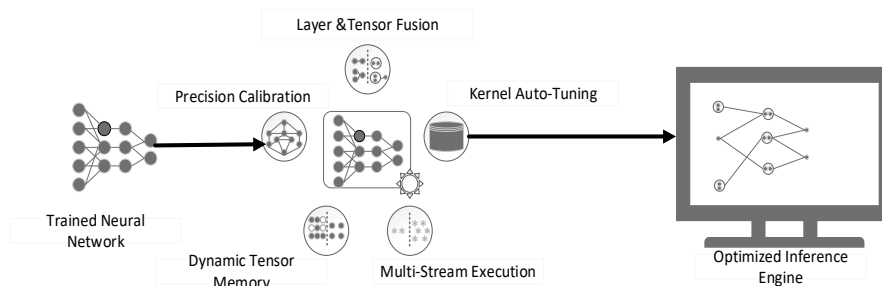 Layer &Tensor Fusion
Precision Calibration
Kernel Auto-Tuning
Trained Neural
Network
Dynamic Tensor
Memory
Multi-Stream Execution
Optimized Inference
Engine